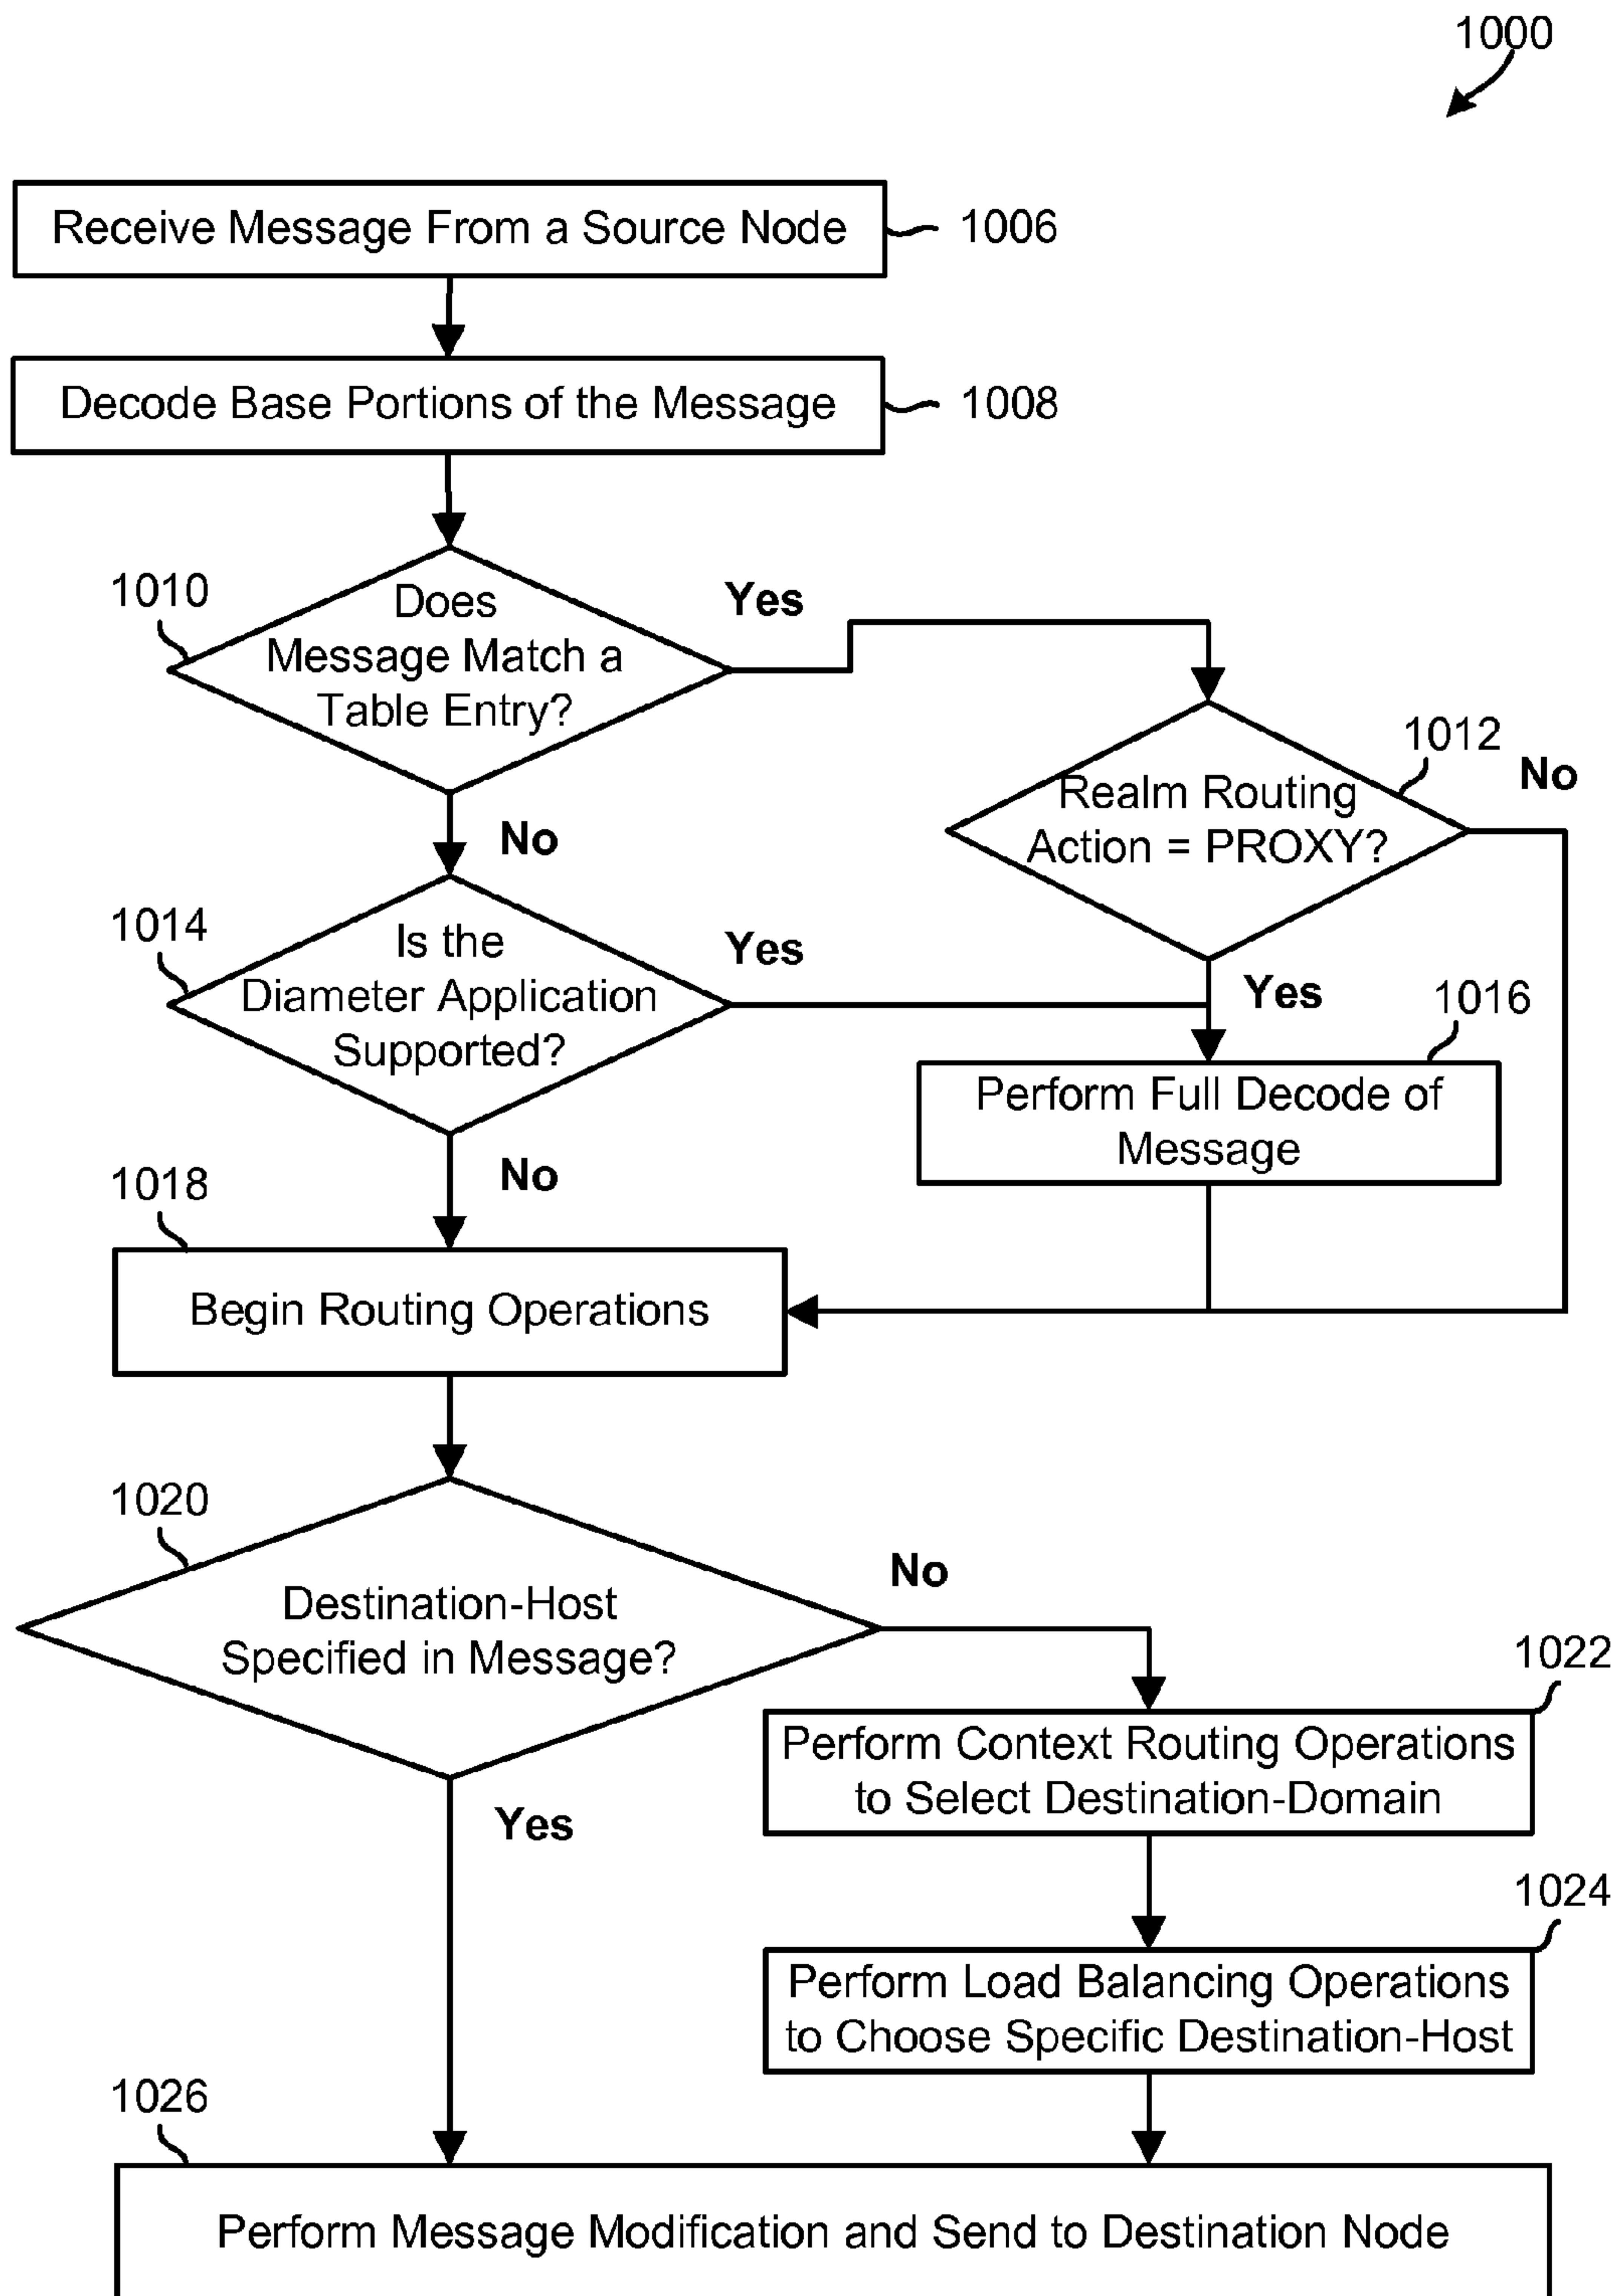 1000
Receive Message From a Source Node
1006
Decode Base Portions of the Message
1008
1010
Does
Message Match a
Table Entry?
Yes
No
1012
Realm Routing
Action = PROXY?
No
Yes
1014
Is the
Diameter Application
Supported?
Yes
No
1016
Perform Full Decode of
Message
1018
Begin Routing Operations
1020
Destination-Host
Specified in Message?
No
Yes
1022
Perform Context Routing Operations
to Select Destination-Domain
1024
Perform Load Balancing Operations
to Choose Specific Destination-Host
1026
Perform Message Modification and Send to Destination Node